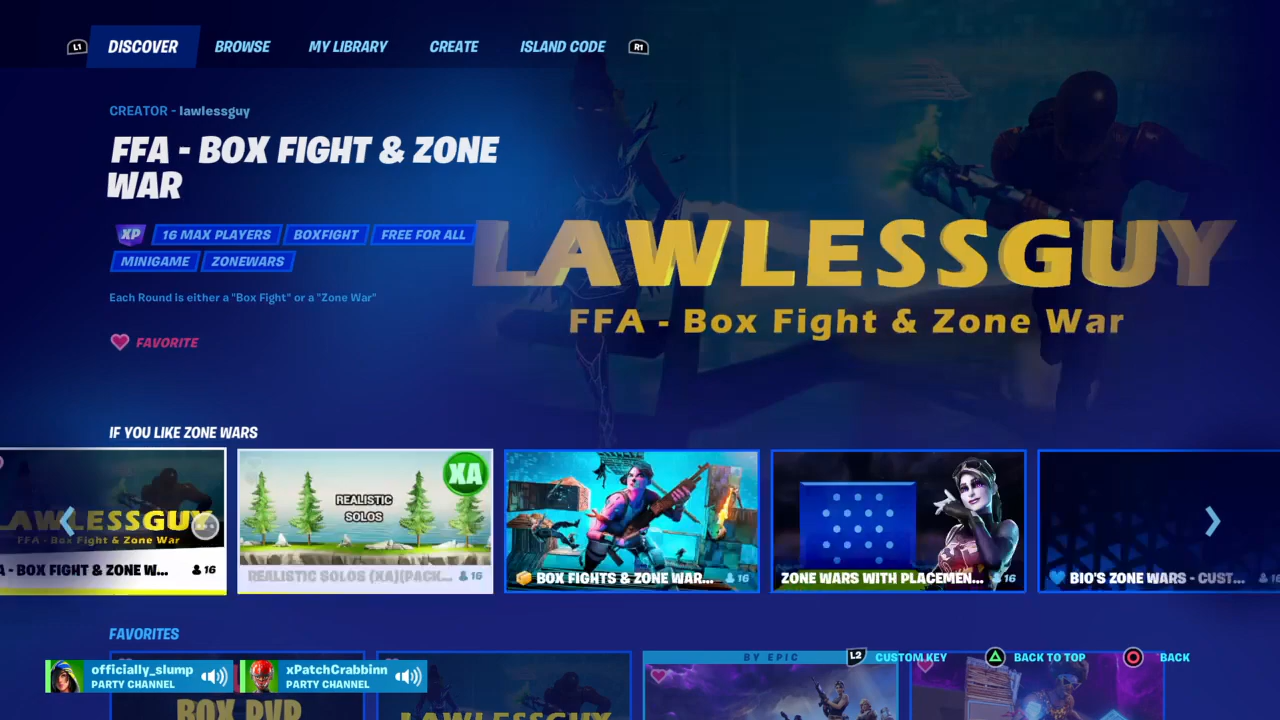 L1 DISCOVER BROWSE MY LIBRARY CREATE ISLAND CODE R1
CREATOR - lawlessguy
FFA - BOX FIGHT & ZONE
WAR
XP 16 MAX PLAYERS BOXFIGHT FREE FOR ALL
MINIGAME ZONEWARS
Each Round is either a "Box Fight" or a "Zone War"
FAVORITE
LAWLESSGUY
FFA - Box Fight & Zone War
IF YOU LIKE ZONE WARS
AWLESSGUY
FFA - Box Fight & Zone War
A - BOX FIGHT & ZONE W... 16
XA
REALISTIC
SOLOS
REALISTIC SOLOS (XA)(PACK... 16
BOX FIGHTS & ZONE WAR... 16
ZONE WARS WITH PLACEMEN... 16
BIO'S ZONE WARS - CUST... 16
FAVORITES
officially_slump
PARTY CHANNEL
xPatchCrabbinn
PARTY CHANNEL
BY EPIC
L2 CUSTOM KEY BACK TO TOP BACK
BOX PVP
LAWLESSGUY